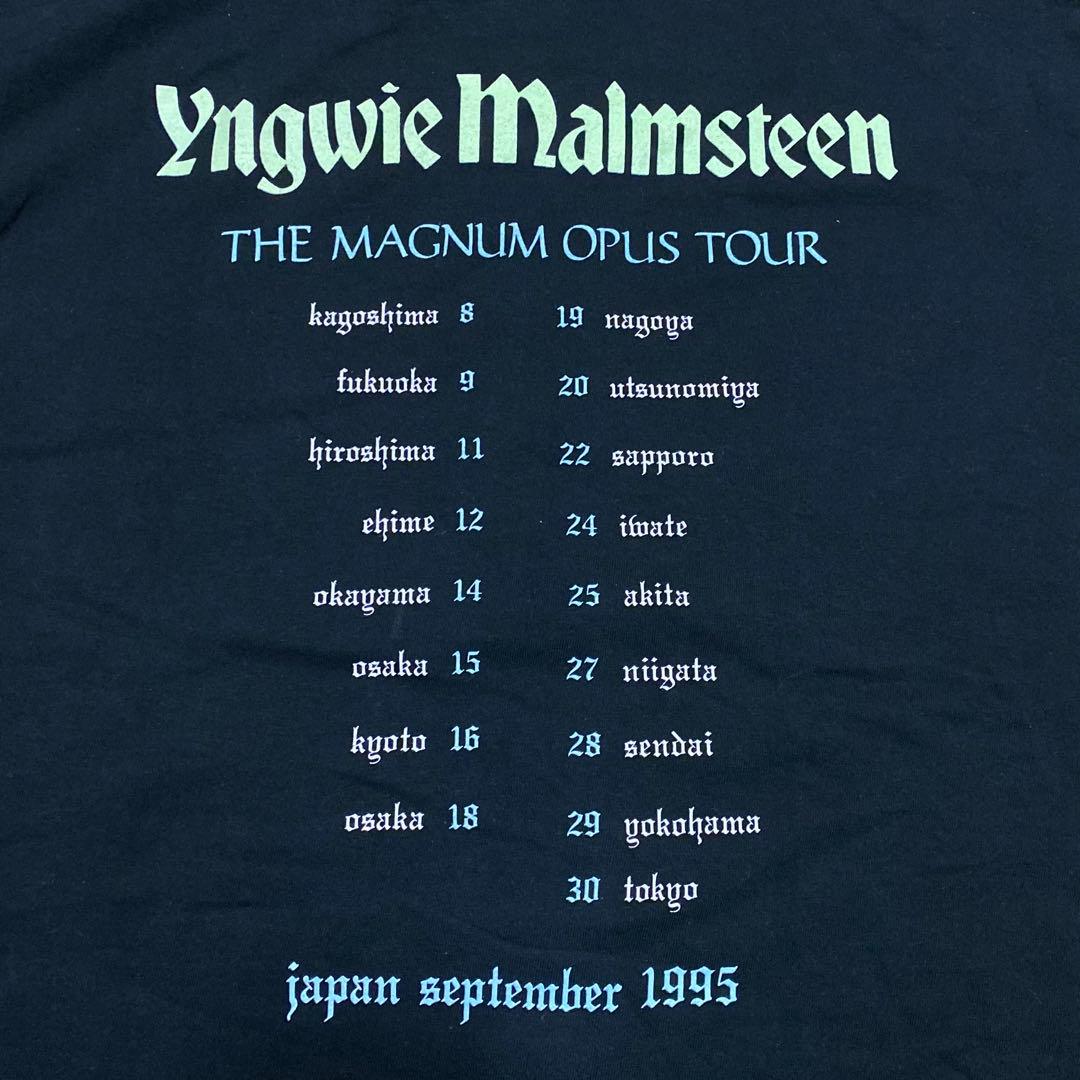 Yngwie Malmsteen
THE MAGNUM OPUS TOUR
kagoshima 8
fukuoka 9
hiroshima 11
ehime 12
okayama 14
osaka 15
kyoto 16
osaka 18
19 nagoya
20 utsunomiya
22 sapporo
24 iwate
25 akita
27 niigata
28 sendai
29 yokohama
30 tokyo
japan september 1995